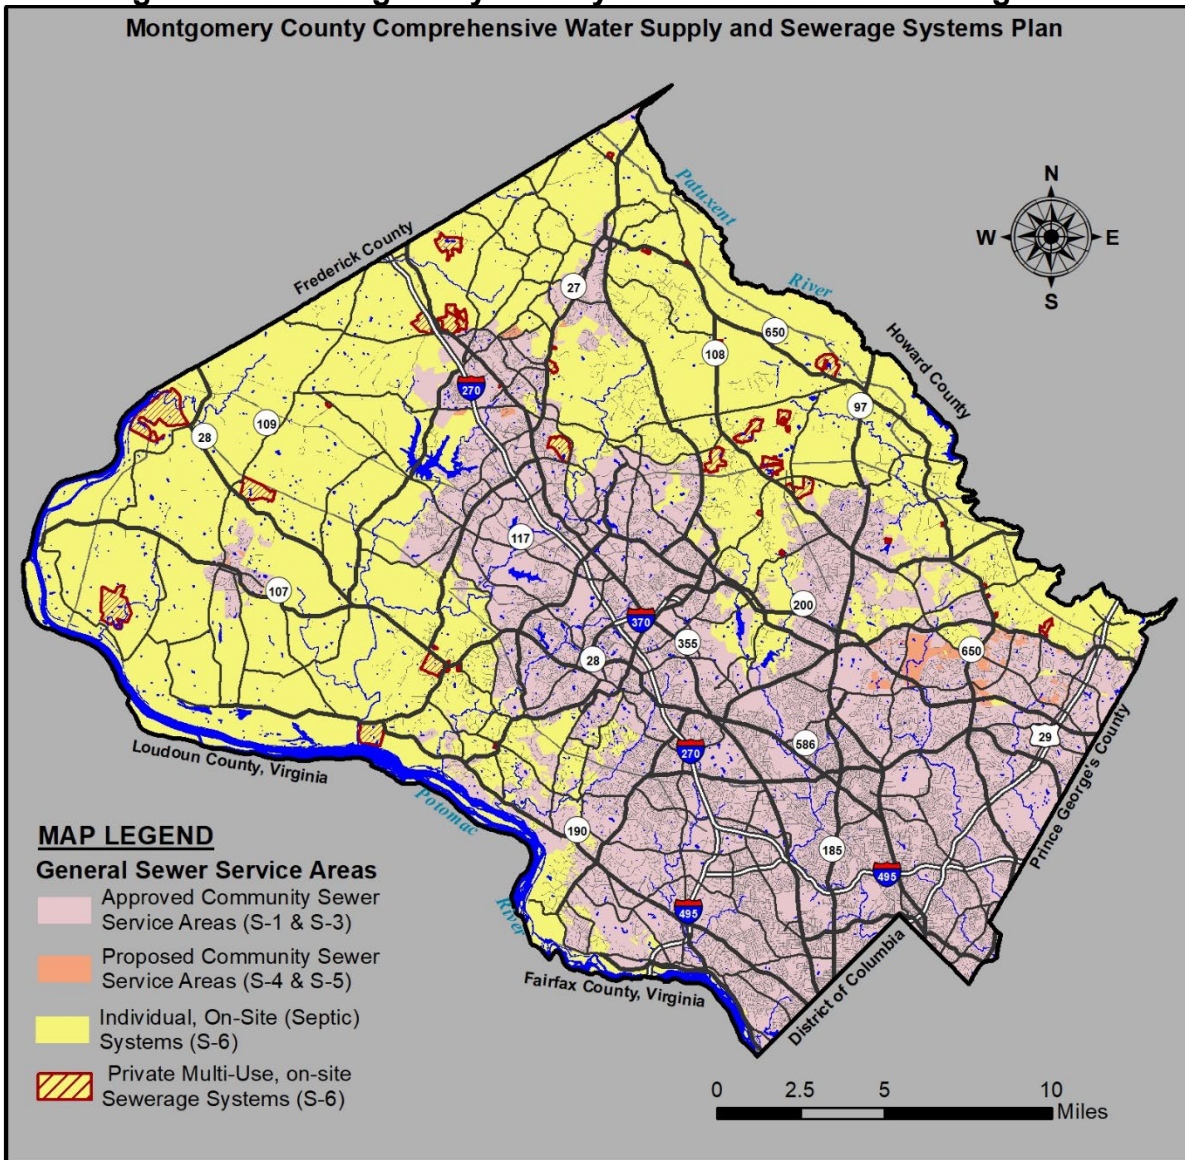 Montgomery County Comprehensive Water Supply and Sewerage Systems Plan
N
W
E
S
Patuxent
River
Frederick County
Howard County
27
650
108
270
97
109
28
117
107
200
370
355
28
650
29
586
270
Prince George's County
Loudoun County, Virginia
Potomac
River
190
185
495
495
Fairfax County, Virginia
District of Columbia
MAP LEGEND
General Sewer Service Areas
Approved Community Sewer
Service Areas (S-1 & S-3)
Proposed Community Sewer
Service Areas (S-4 & S-5)
Individual, On-Site (Septic)
Systems (S-6)
Private Multi-Use, on-site
Sewerage Systems (S-6)
0 2.5 5 10
Miles